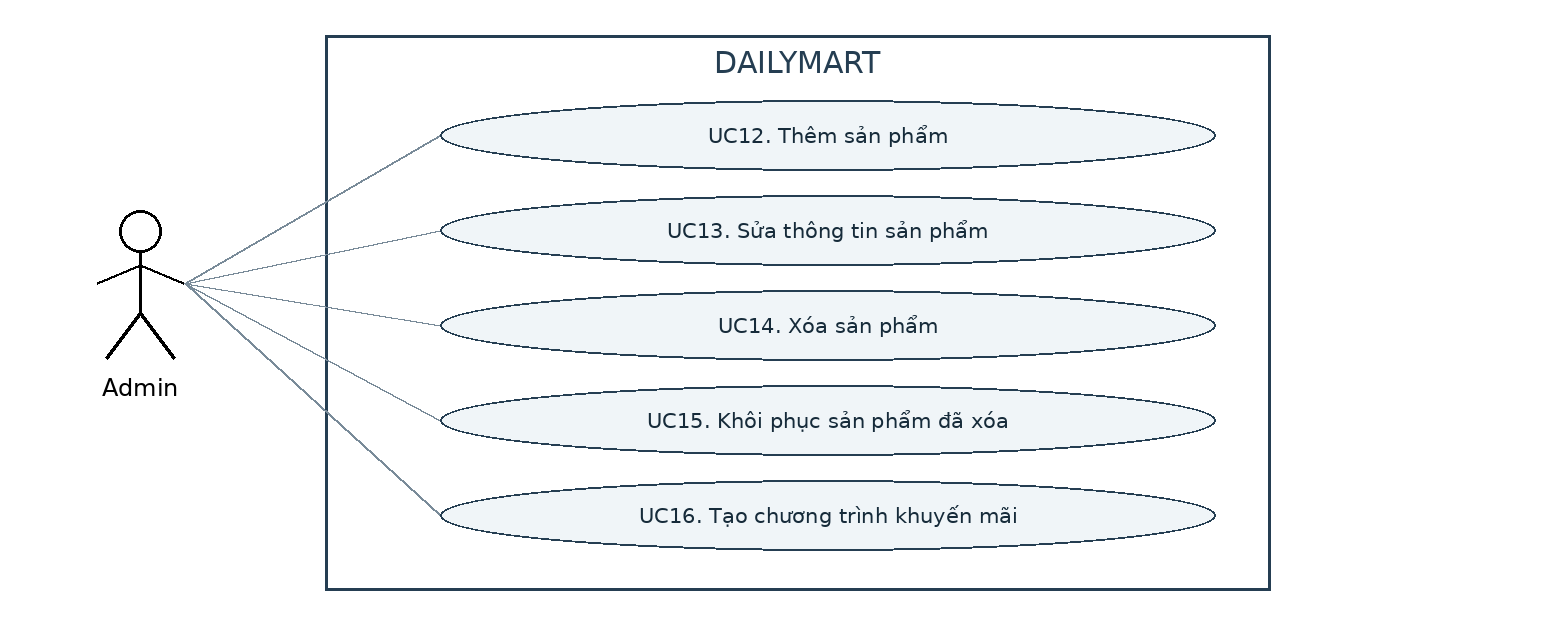 DAILYMART
UC12. Thêm sản phẩm
UC13. Sửa thông tin sản phẩm
UC14. Xóa sản phẩm
Admin
UC15. Khôi phục sản phẩm đã xóa
UC16. Tạo chương trình khuyến mãi